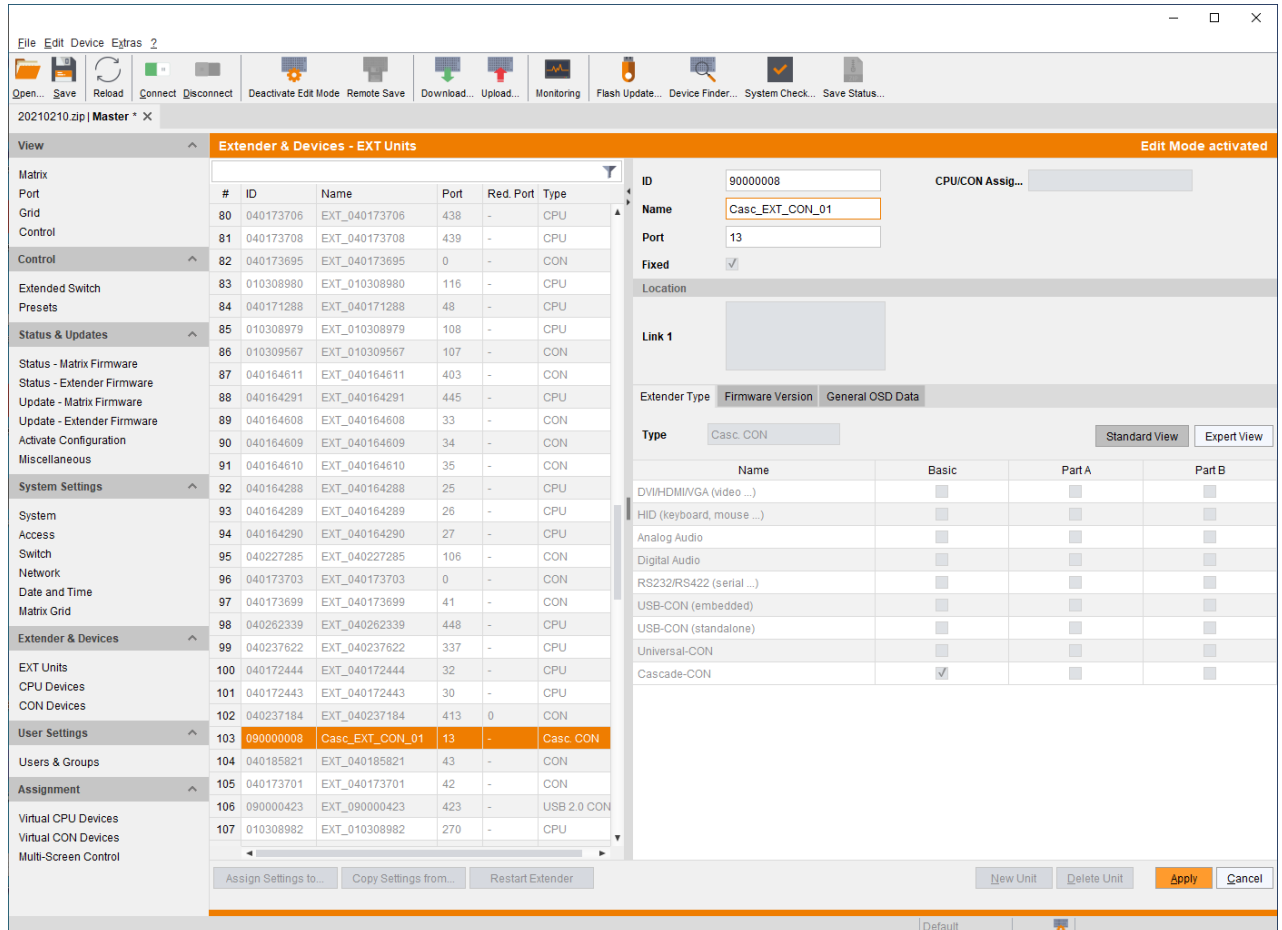 File Edit Device Extras ?
Open... Save Reload Connect Disconnect Deactivate Edit Mode Remote Save Download... Upload... Monitoring Flash Update... Device Finder... System Check... Save Status...
20210210.zip | Master *
View
Matrix
Port
Grid
Control
Control
Extended Switch
Presets
Status & Updates
Status - Matrix Firmware
Status - Extender Firmware
Update - Matrix Firmware
Update - Extender Firmware
Activate Configuration
Miscellaneous
System Settings
System
Access
Switch
Network
Date and Time
Matrix Grid
Extender & Devices
EXT Units
CPU Devices
CON Devices
User Settings
Users & Groups
Assignment
Virtual CPU Devices
Virtual CON Devices
Multi-Screen Control
Extender & Devices - EXT Units Edit Mode activated
# ID Name Port Red. Port Type
80 040173706 EXT_040173706 438 - CPU
81 040173708 EXT_040173708 439 - CPU
82 040173695 EXT_040173695 0 - CON
83 010308980 EXT_010308980 116 - CPU
84 040171288 EXT_040171288 48 - CPU
85 010308979 EXT_010308979 108 - CPU
86 010309567 EXT_010309567 107 - CON
87 040164611 EXT_040164611 403 - CON
88 040164291 EXT_040164291 445 - CPU
89 040164608 EXT_040164608 33 - CON
90 040164609 EXT_040164609 34 - CON
91 040164610 EXT_040164610 35 - CON
92 040164288 EXT_040164288 25 - CPU
93 040164289 EXT_040164289 26 - CPU
94 040164290 EXT_040164290 27 - CPU
95 040227285 EXT_040227285 106 - CON
96 040173703 EXT_040173703 0 - CON
97 040173699 EXT_040173699 41 - CON
98 040262339 EXT_040262339 448 - CPU
99 040237622 EXT_040237622 337 - CPU
100 040172444 EXT_040172444 32 - CPU
101 040172443 EXT_040172443 30 - CPU
102 040237184 EXT_040237184 413 0 CON
103 090000008 Casc_EXT_CON_01 13 - Casc. CON
104 040185821 EXT_040185821 43 - CON
105 040173701 EXT_040173701 42 - CON
106 090000423 EXT_090000423 423 - USB 2.0 CON
107 010308982 EXT_010308982 270 - CPU
ID 90000008 CPU/CON Assig...
Name Casc_EXT_CON_01
Port 13
Fixed
Location
Link 1
Extender Type Firmware Version General OSD Data
Type Casc. CON Standard View Expert View
Name Basic Part A Part B
DVI/HDMI/VGA (video ...)
HID (keyboard, mouse ...)
Analog Audio
Digital Audio
RS232/RS422 (serial ...)
USB-CON (embedded)
USB-CON (standalone)
Universal-CON
Cascade-CON
Assign Settings to... Copy Settings from... Restart Extender New Unit Delete Unit Apply Cancel
Default